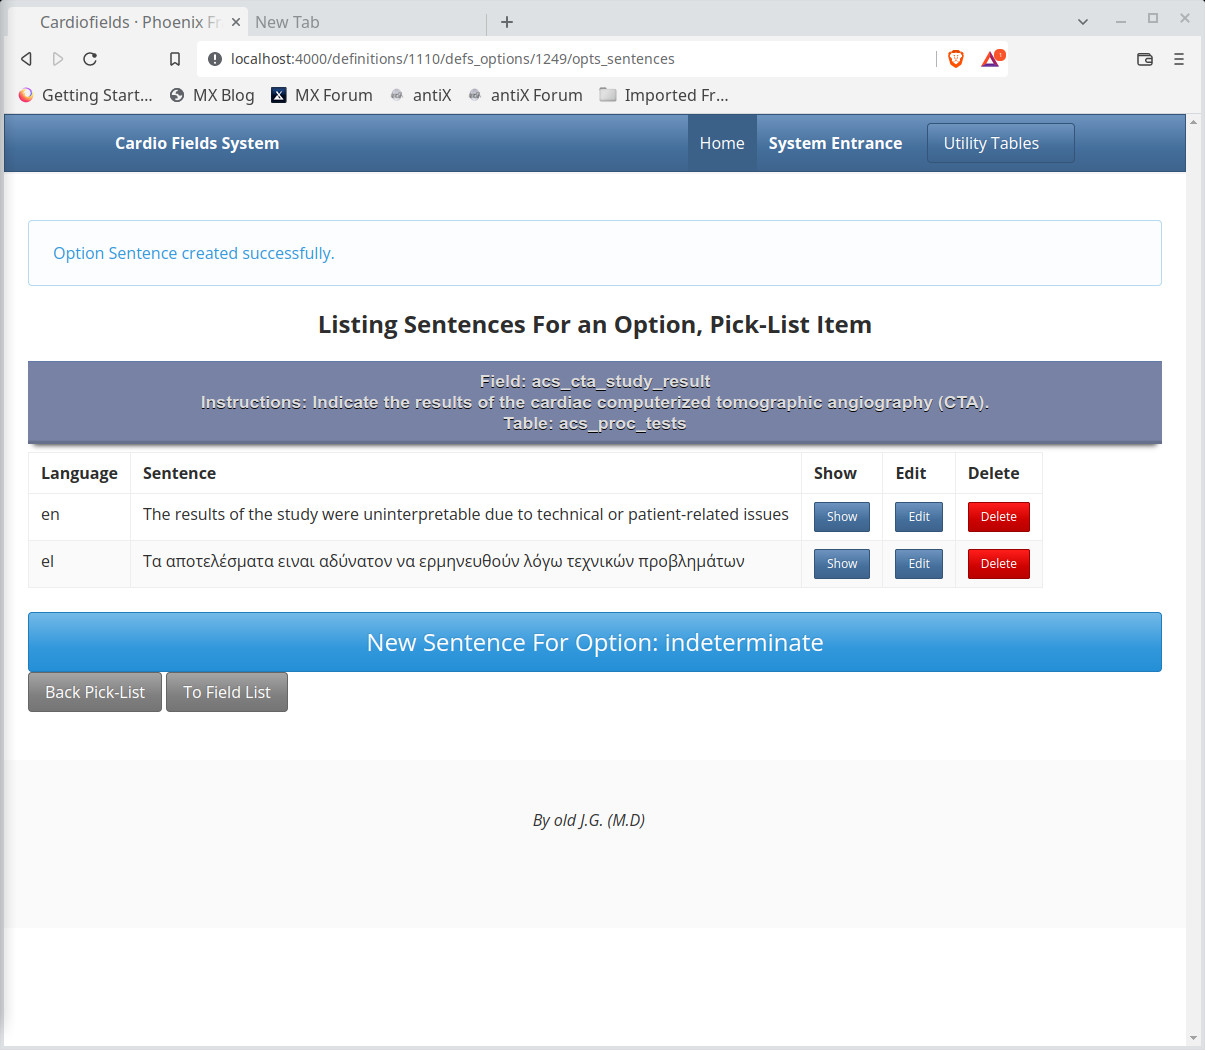 Cardiofields · Phoenix Fr
New Tab
localhost:4000/definitions/1110/defs_options/1249/opts_sentences
1
Getting Start...
MX Blog
MX Forum
antiX
antiX Forum
Imported Fr...
Cardio Fields System
Home
System Entrance
Utility Tables
Option Sentence created successfully.
Listing Sentences For an Option, Pick-List Item
Field: acs_cta_study_result
Instructions: Indicate the results of the cardiac computerized tomographic angiography (CTA).
Table: acs_proc_tests
Language Sentence Show Edit Delete
en The results of the study were uninterpretable due to technical or patient-related issues Show Edit Delete
el Τα αποτελέσματα ειναι αδύνατον να ερμηνευθούν λόγω τεχνικών προβλημάτων Show Edit Delete
New Sentence For Option: indeterminate
Back Pick-List
To Field List
By old J.G. (M.D)